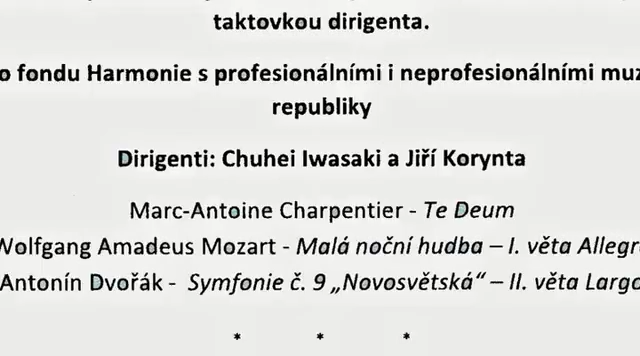 taktovkou dirigenta.
o fondu Harmonie s profesionálními i neprofesionálními muz
republiky
Dirigenti: Chuhei Iwasaki a Jiří Korynta
Marc-Antoine Charpentier - Te Deum
Wolfgang Amadeus Mozart - Malá noční hudba – I. věta Allegr
Antonín Dvořák - Symfonie č. 9 „Novosvětská“ – II. věta Largo
* * *